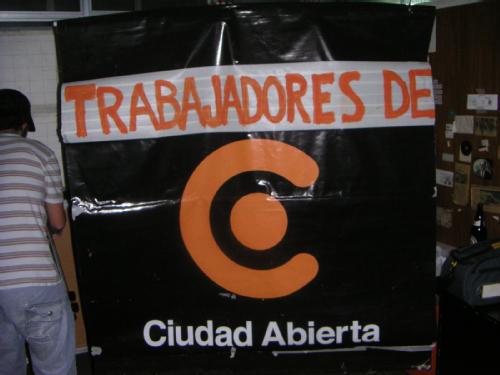 TRABAJADORES DE
Ciudad Abierta